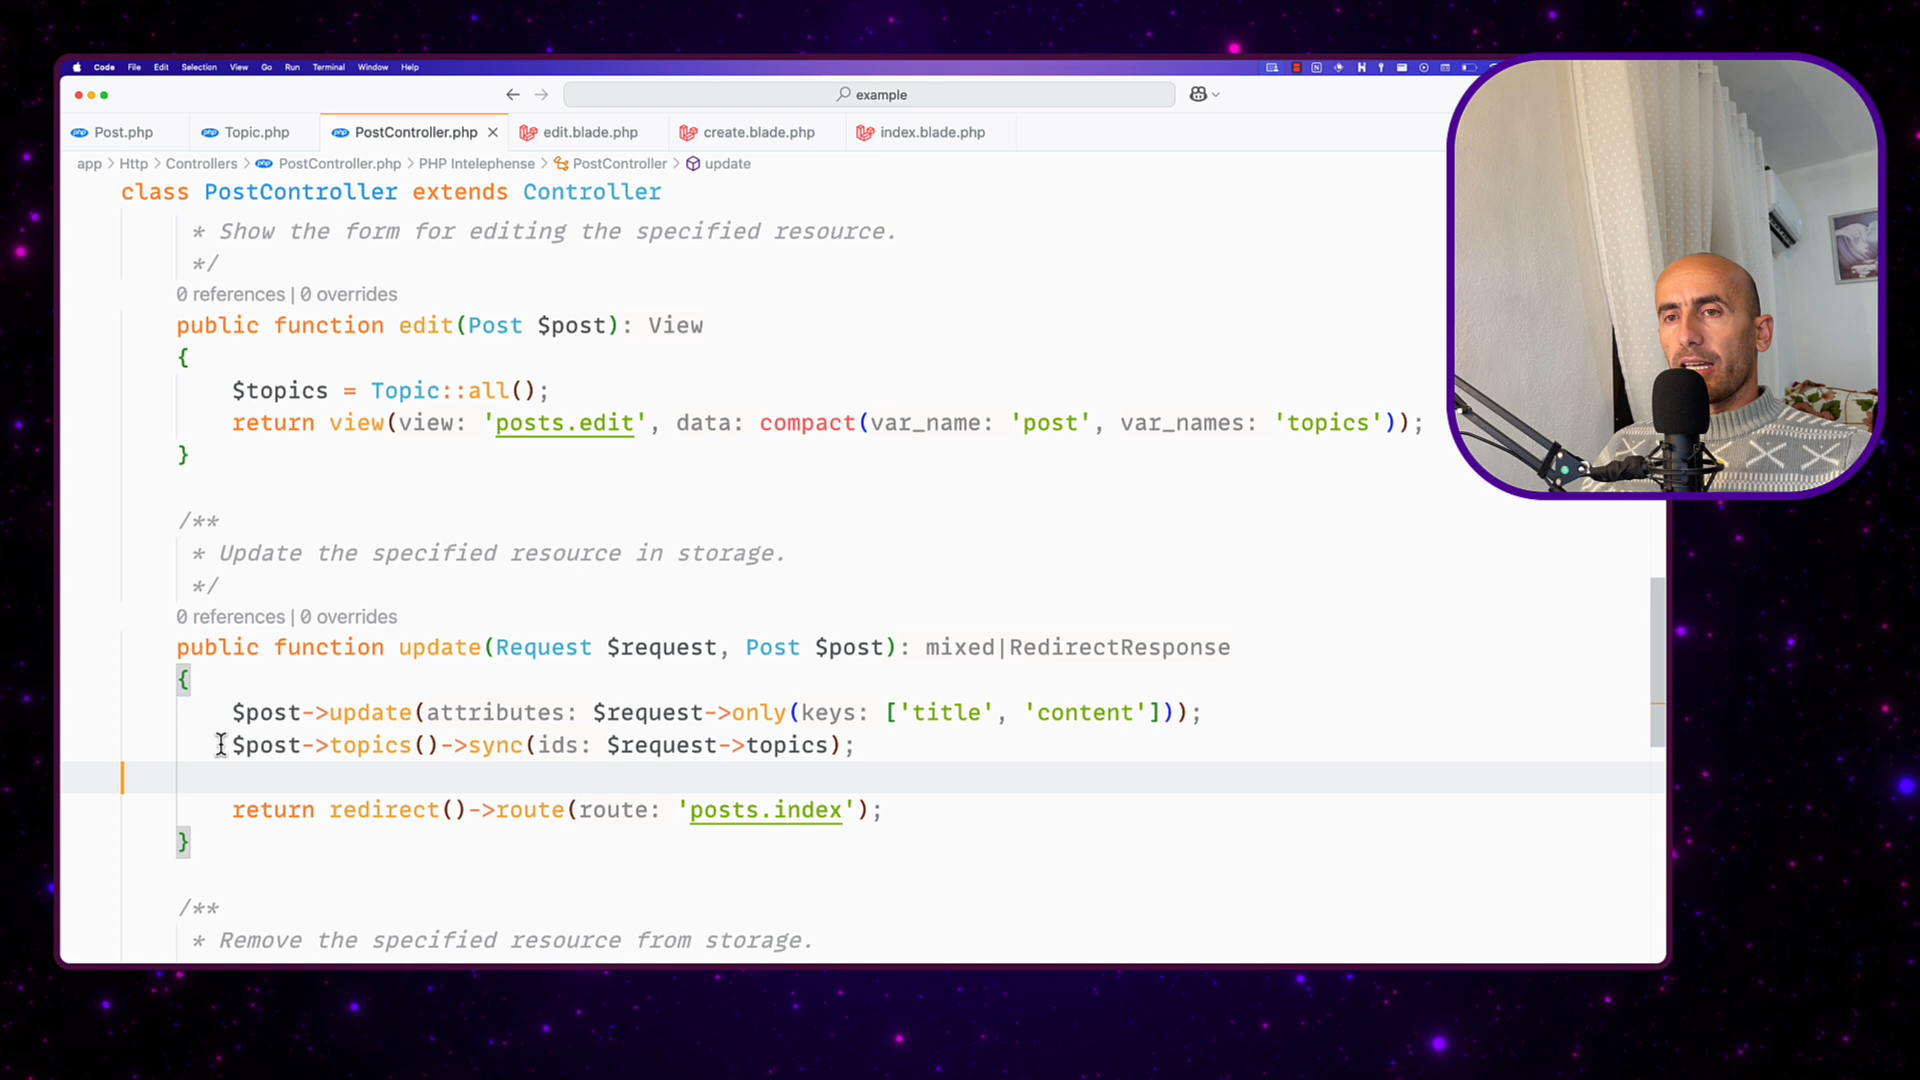 Code File Edit Selection View Go Run Terminal Window Help
example
Post.php Topic.php PostController.php edit.blade.php create.blade.php index.blade.php
app > Http > Controllers > PostController.php > PHP Intelephense > PostController > update
class PostController extends Controller
* Show the form for editing the specified resource.
*/
0 references | 0 overrides
public function edit(Post $post): View
{
$topics = Topic::all();
return view(view: 'posts.edit', data: compact(var_name: 'post', var_names: 'topics'));
}
/**
* Update the specified resource in storage.
*/
0 references | 0 overrides
public function update(Request $request, Post $post): mixed|RedirectResponse
{
$post->update(attributes: $request->only(keys: ['title', 'content']));
$post->topics()->sync(ids: $request->topics);
return redirect()->route(route: 'posts.index');
}
/**
* Remove the specified resource from storage.